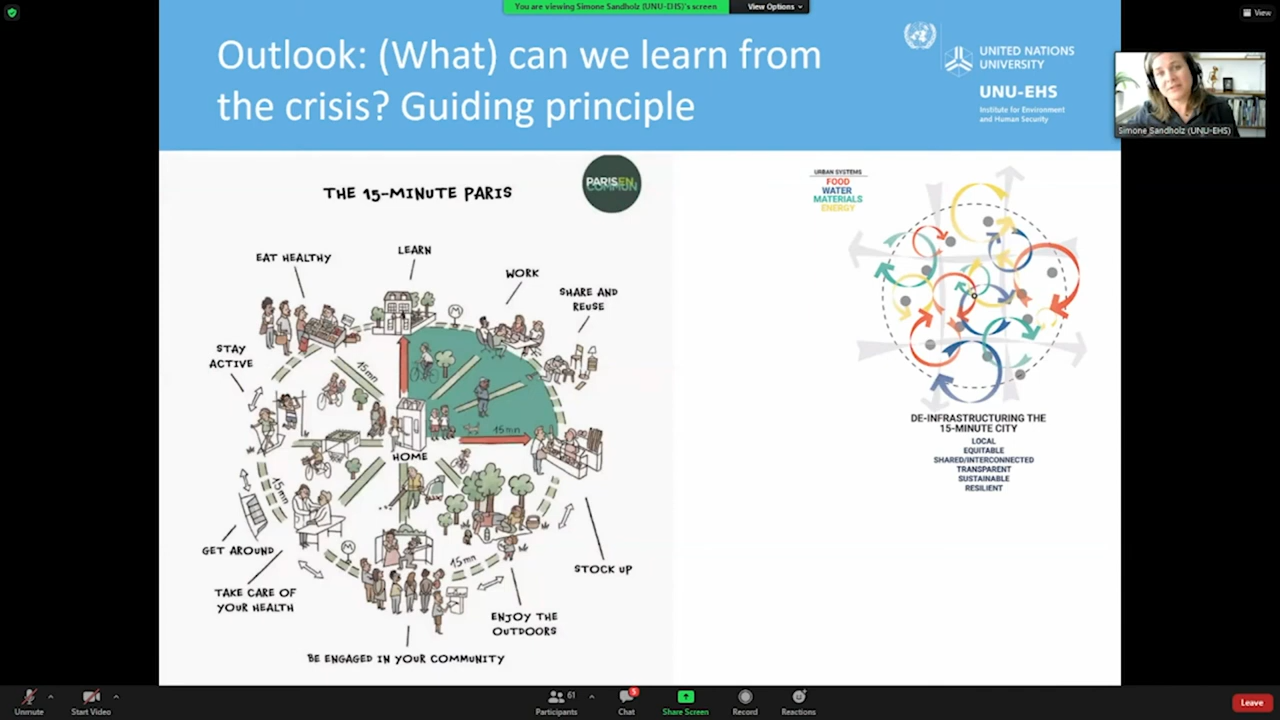 You are viewing Simone Sandholz (UNU-EHS)'s screen
View Options
View
Outlook: (What) can we learn from
the crisis? Guiding principle
UNITED NATIONS
UNIVERSITY
UNU-EHS
Institute for Environment
and Human Security
Simone Sandholz (UNU-EHS)
THE 15-MINUTE PARIS
PARIS EN
COMMUN
EAT HEALTHY
LEARN
WORK
SHARE AND
REUSE
STAY
ACTIVE
M
15mn
15mn
HOME
15mn
GET AROUND
M
15mn
STOCK UP
TAKE CARE OF
YOUR HEALTH
ENJOY THE
OUTDOORS
BE ENGAGED IN YOUR COMMUNITY
URBAN SYSTEMS
FOOD
WATER
MATERIALS
ENERGY
DE-INFRASTRUCTURING THE
15-MINUTE CITY
LOCAL
EQUITABLE
SHARED/INTERCONNECTED
TRANSPARENT
SUSTAINABLE
RESILIENT
Unmute
Start Video
61
Participants
5
Chat
Share Screen
Record
Reactions
Leave